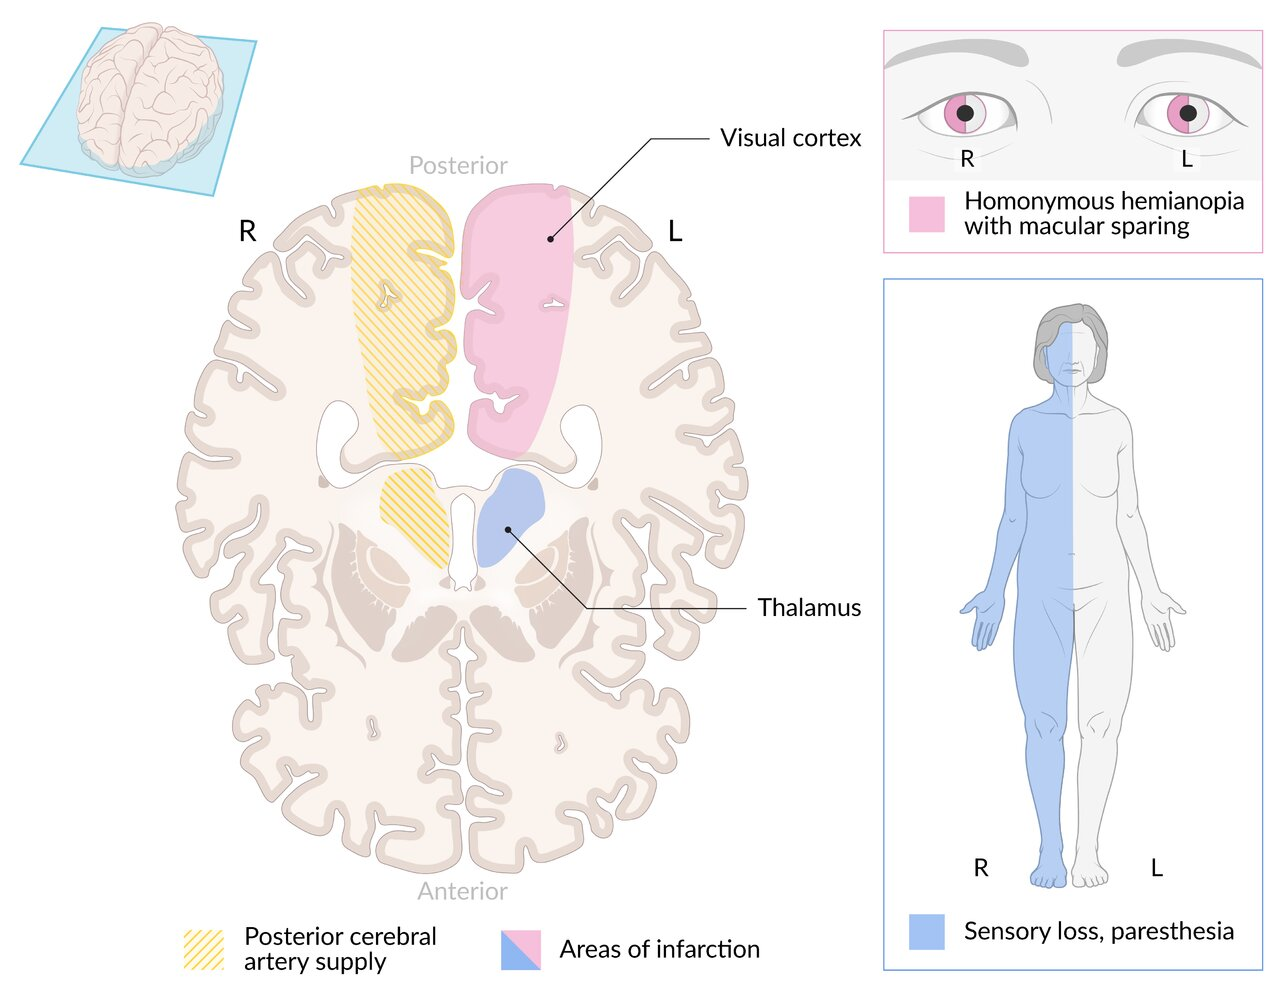 Visual cortex
Posterior
R
L
Thalamus
Anterior
Posterior cerebral
artery supply
Areas of infarction
R
L
Homonymous hemianopia
with macular sparing
R
L
Sensory loss, paresthesia